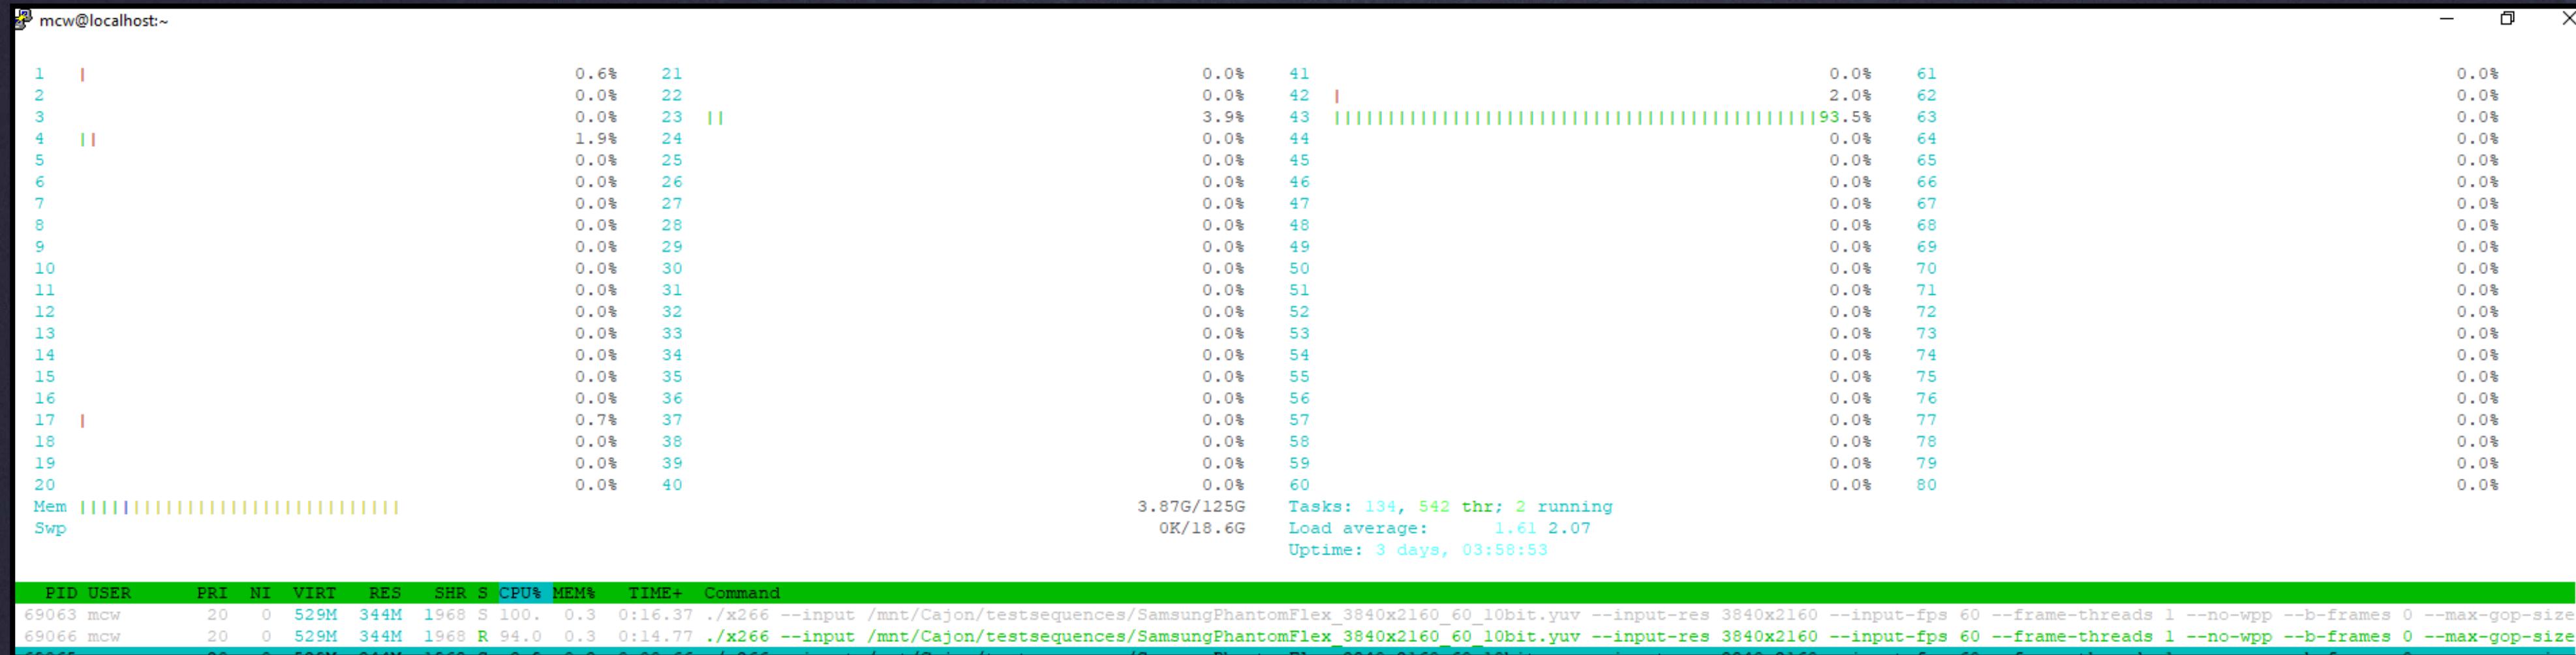 mcw@localhost:~
1 | 0.6% 21 0.0% 41 0.0% 61 0.0%
2 0.0% 22 0.0% 42 | 2.0% 62 0.0%
3 0.0% 23 || 3.9% 43 ||||||||||||||||||||||||||||||||||||||||||||||93.5% 63 0.0%
4 || 1.9% 24 0.0% 44 0.0% 64 0.0%
5 0.0% 25 0.0% 45 0.0% 65 0.0%
6 0.0% 26 0.0% 46 0.0% 66 0.0%
7 0.0% 27 0.0% 47 0.0% 67 0.0%
8 0.0% 28 0.0% 48 0.0% 68 0.0%
9 0.0% 29 0.0% 49 0.0% 69 0.0%
10 0.0% 30 0.0% 50 0.0% 70 0.0%
11 0.0% 31 0.0% 51 0.0% 71 0.0%
12 0.0% 32 0.0% 52 0.0% 72 0.0%
13 0.0% 33 0.0% 53 0.0% 73 0.0%
14 0.0% 34 0.0% 54 0.0% 74 0.0%
15 0.0% 35 0.0% 55 0.0% 75 0.0%
16 0.0% 36 0.0% 56 0.0% 76 0.0%
17 | 0.7% 37 0.0% 57 0.0% 77 0.0%
18 0.0% 38 0.0% 58 0.0% 78 0.0%
19 0.0% 39 0.0% 59 0.0% 79 0.0%
20 0.0% 40 0.0% 60 0.0% 80 0.0%
Mem |||||||||||||||||||||||||||||| 3.87G/125G Tasks: 134, 542 thr; 2 running
Swp 0K/18.6G Load average: 1.61 2.07
Uptime: 3 days, 03:58:53
PID USER PRI NI VIRT RES SHR S CPU% MEM% TIME+ Command
69063 mcw 20 0 529M 344M 1968 S 100. 0.3 0:16.37 ./x266 --input /mnt/Cajon/testsequences/SamsungPhantomFlex_3840x2160_60_10bit.yuv --input-res 3840x2160 --input-fps 60 --frame-threads 1 --no-wpp --b-frames 0 --max-gop-size
69066 mcw 20 0 529M 344M 1968 R 94.0 0.3 0:14.77 ./x266 --input /mnt/Cajon/testsequences/SamsungPhantomFlex_3840x2160_60_10bit.yuv --input-res 3840x2160 --input-fps 60 --frame-threads 1 --no-wpp --b-frames 0 --max-gop-size